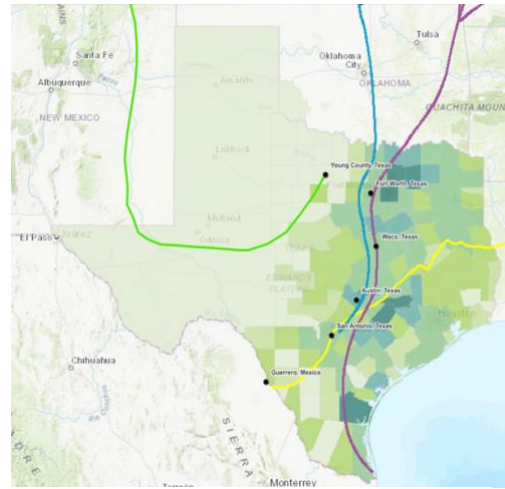 Santa Fe
Albuquerque
NEW MEXICO
Amarillo
Oklahoma
City
OKLAHOMA
Tulsa
OUACHITA MOUN
Lubbock
Young County, Texas
Fort Worth, Texas
Midland
Odessa
El Paso
Juárez
Waco, Texas
EDWARDS
PLATEAU
Austin, Texas
Houston
San Antonio, Texas
Guerrero, Mexico
Chihuahua
SIERRA
Monterrey